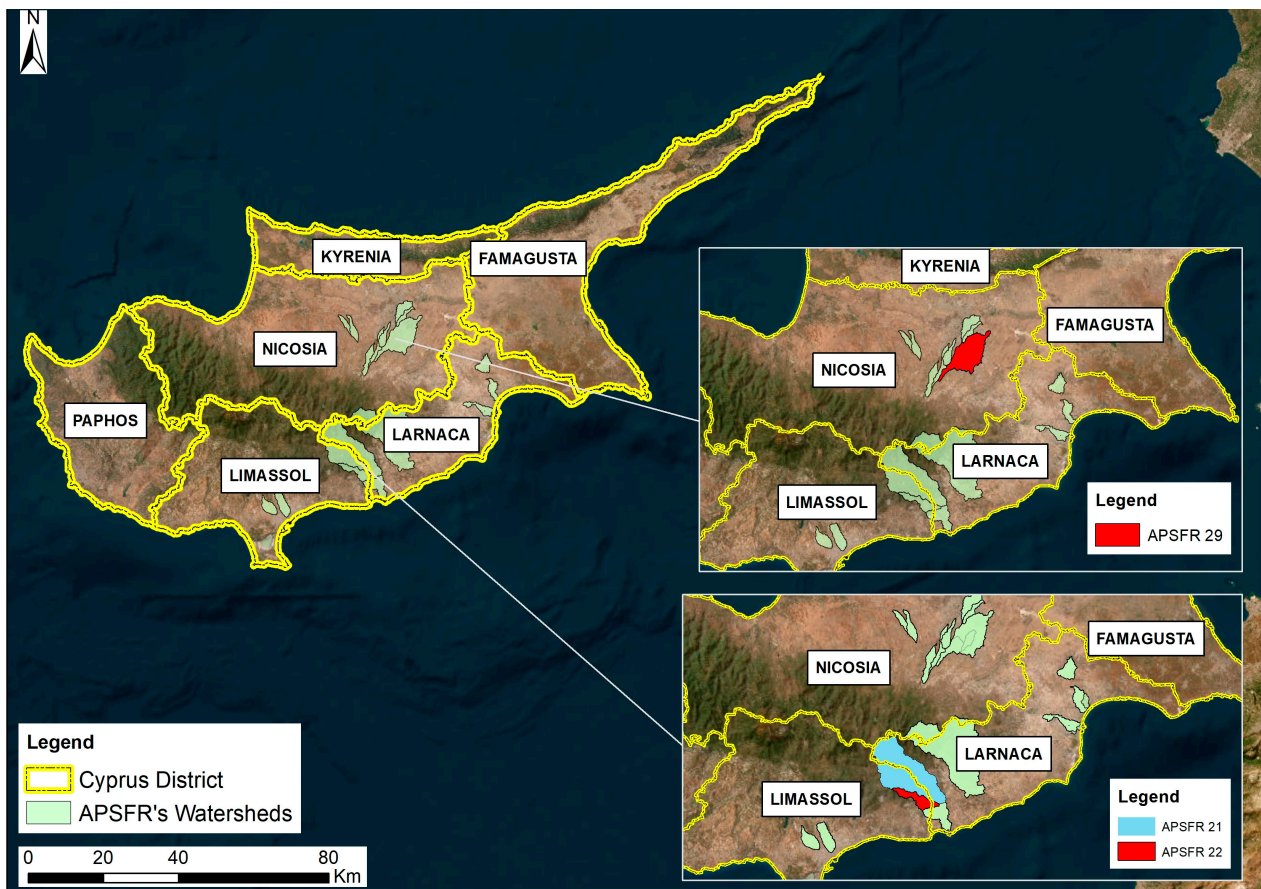 N
KYRENIA
FAMAGUSTA
NICOSIA
PAPHOS
LARNACA
LIMASSOL
KYRENIA
FAMAGUSTA
NICOSIA
LARNACA
LIMASSOL
Legend
APSFR 29
FAMAGUSTA
NICOSIA
LARNACA
LIMASSOL
Legend
APSFR 21
APSFR 22
Legend
Cyprus District
APSFR's Watersheds
0 20 40 80
Km